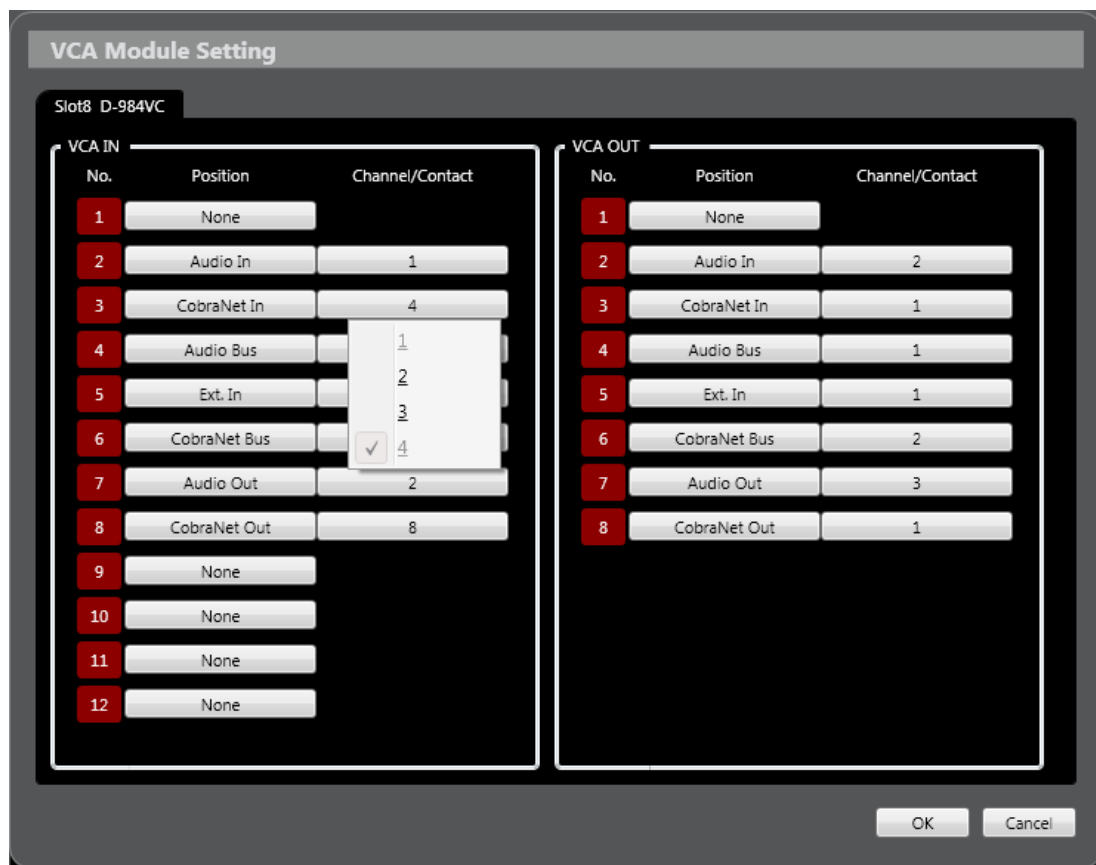 VCA Module Setting
Slot8 D-984VC
VCA IN
No. Position Channel/Contact
1 None
2 Audio In 1
3 CobraNet In 4
4 Audio Bus
5 Ext. In
6 CobraNet Bus
7 Audio Out 2
8 CobraNet Out 8
9 None
10 None
11 None
12 None
1
2
3
✓ 4
VCA OUT
No. Position Channel/Contact
1 None
2 Audio In 2
3 CobraNet In 1
4 Audio Bus 1
5 Ext. In 1
6 CobraNet Bus 2
7 Audio Out 3
8 CobraNet Out 1
OK Cancel